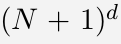 (N + 1)^d